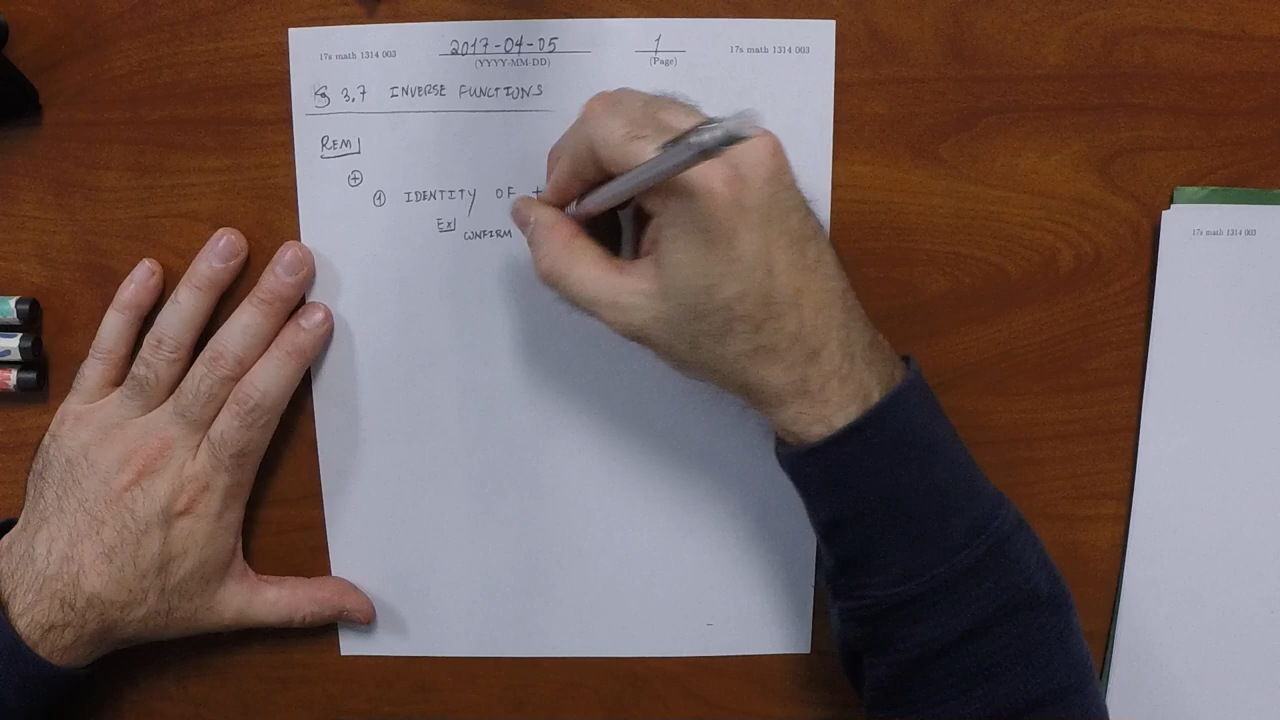 17s math 1314 003 2017-04-05 1 17s math 1314 003
(YYYY-MM-DD) (Page)
§ 3.7 INVERSE FUNCTIONS
REM
+
① IDENTITY OF +
EX
CONFIRM
17s math 1314 003